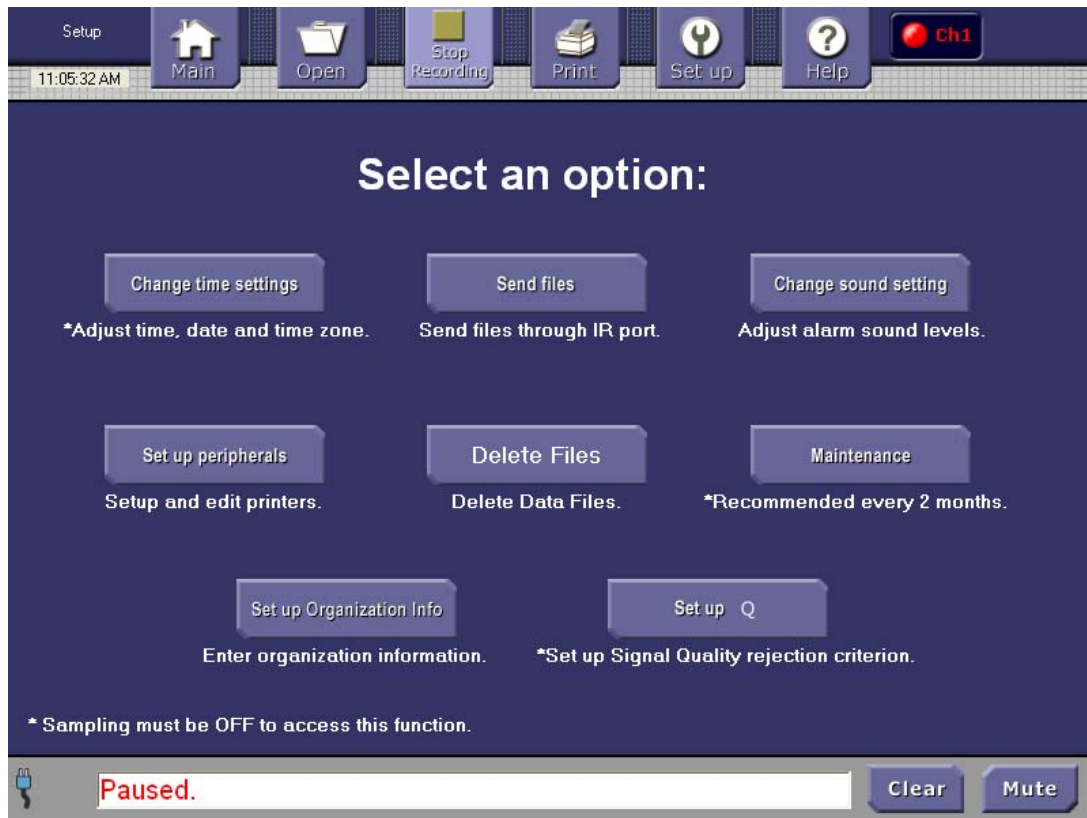 Setup
11:05:32 AM
Main
Open
Stop
Recording
Print
Set up
Help
Ch1
Select an option:
Change time settings
Send files
Change sound setting
*Adjust time, date and time zone.
Send files through IR port.
Adjust alarm sound levels.
Set up peripherals
Delete Files
Maintenance
Setup and edit printers.
Delete Data Files.
*Recommended every 2 months.
Set up Organization Info
Set up Q
Enter organization information.
*Set up Signal Quality rejection criterion.
* Sampling must be OFF to access this function.
Paused.
Clear
Mute